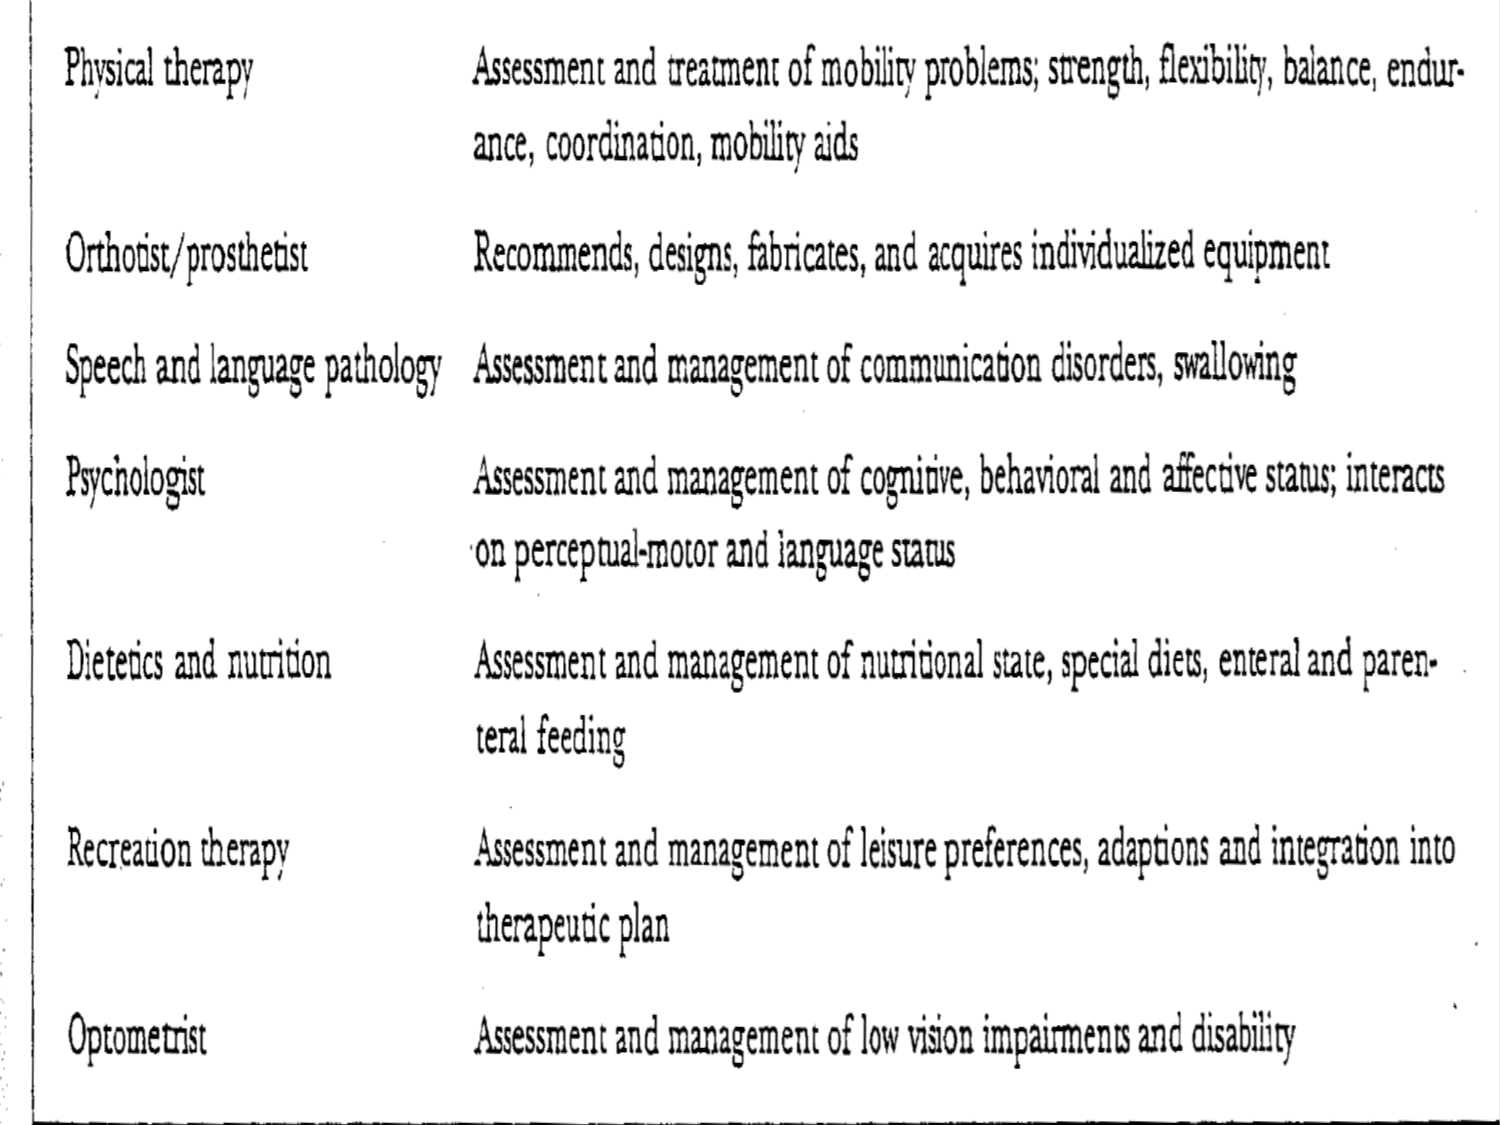 Physical therapy Assessment and treatment of mobility problems; strength, flexibility, balance, endur-
ance, coordination, mobility aids
Orthotist/prosthetist Recommends, designs, fabricates, and acquires individualized equipment
Speech and language pathology Assessment and management of communication disorders, swallowing
Psychologist Assessment and management of cognitive, behavioral and affective status; interacts
on perceptual-motor and language status
Dietetics and nutrition Assessment and management of nutritional state, special diets, enteral and paren-
teral feeding
Recreation therapy Assessment and management of leisure preferences, adaptions and integration into
therapeutic plan
Optometrist Assessment and management of low vision impairments and disability